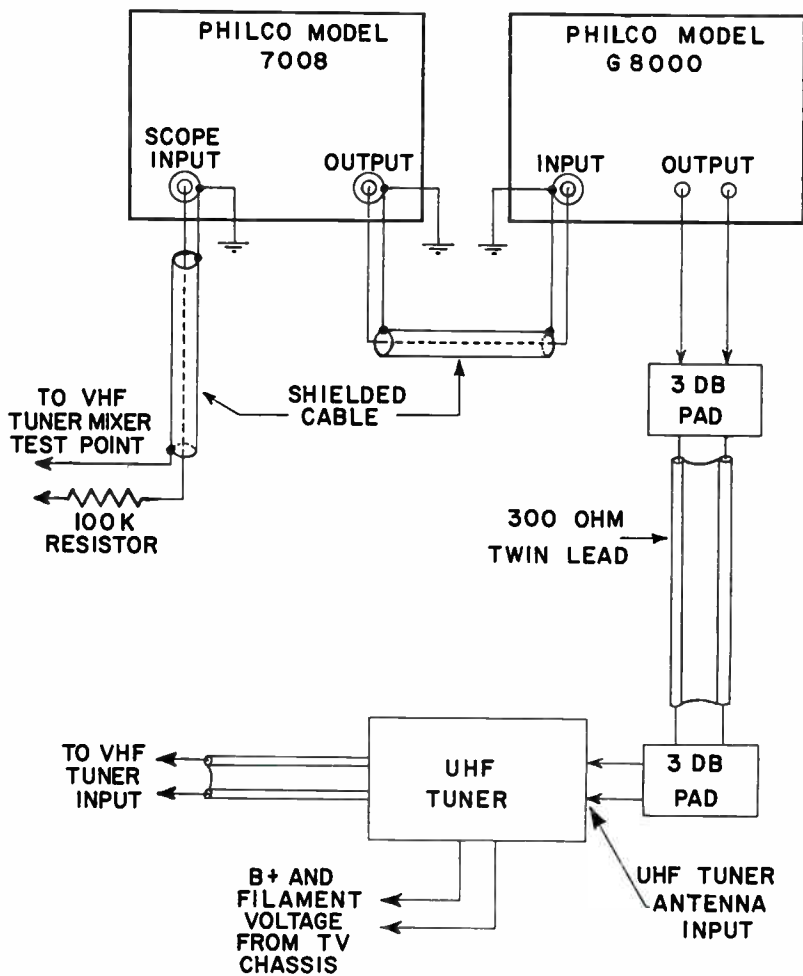 PHILCO MODEL
7008
PHILCO MODEL
G 8000
SCOPE
INPUT
OUTPUT
INPUT
OUTPUT
TO VHF
TUNER MIXER
TEST POINT
SHIELDED
CABLE
3 DB
PAD
100K
RESISTOR
300 OHM
TWIN LEAD
TO VHF
TUNER
INPUT
UHF
TUNER
3 DB
PAD
B+ AND
FILAMENT
VOLTAGE
FROM TV
CHASSIS
UHF TUNER
ANTENNA
INPUT